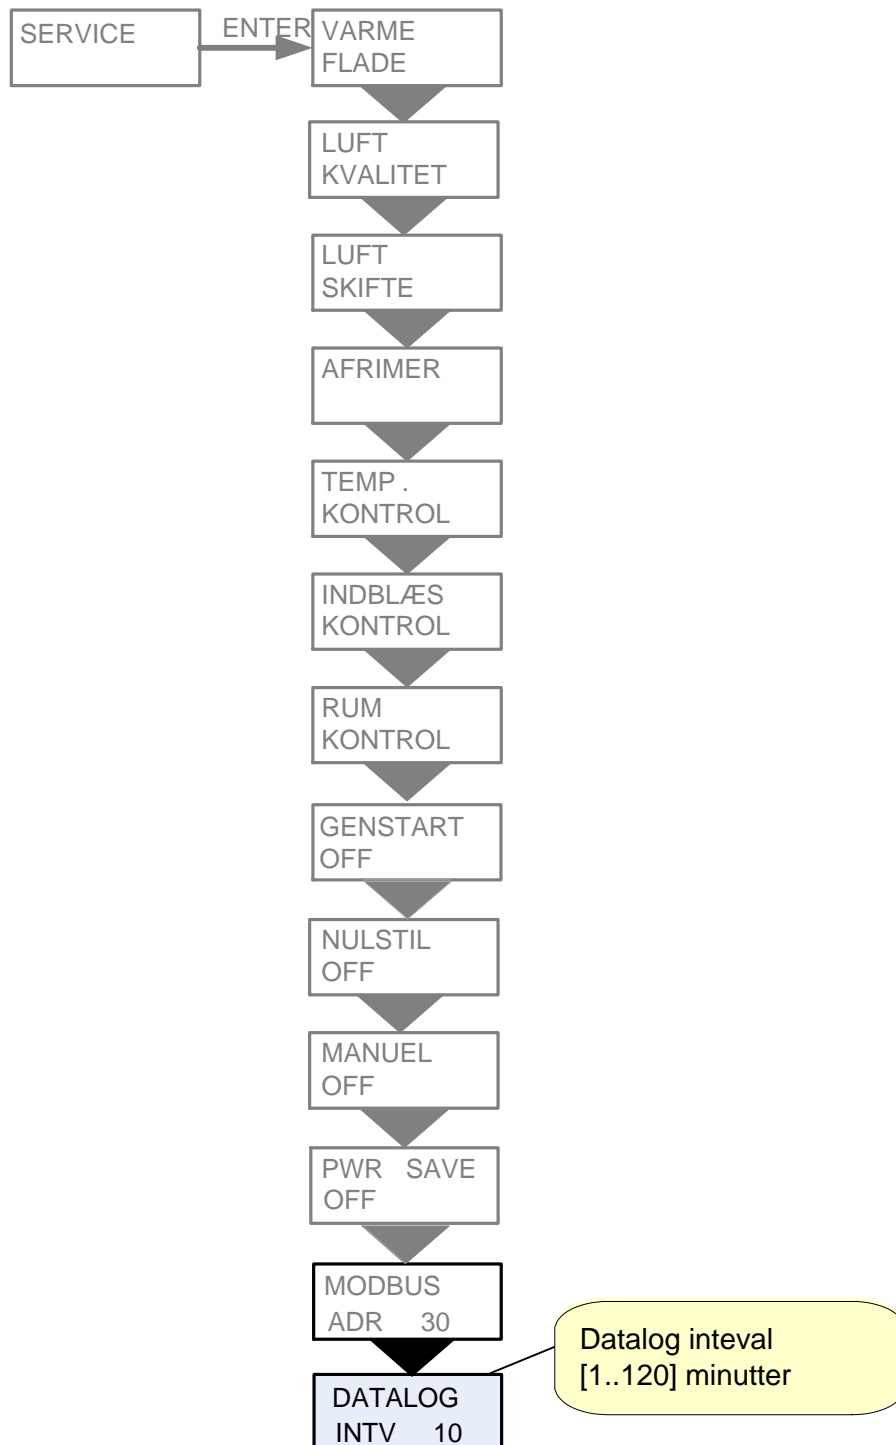 SERVICE
ENTER
VARME
FLADE
LUFT
KVALITET
LUFT
SKIFTE
AFRIMER
TEMP .
KONTROL
INDBLÆS
KONTROL
RUM
KONTROL
GENSTART
OFF
NULSTIL
OFF
MANUEL
OFF
PWR SAVE
OFF
MODBUS
ADR 30
DATALOG
INTV 10
Datalog inteval
[1..120] minutter